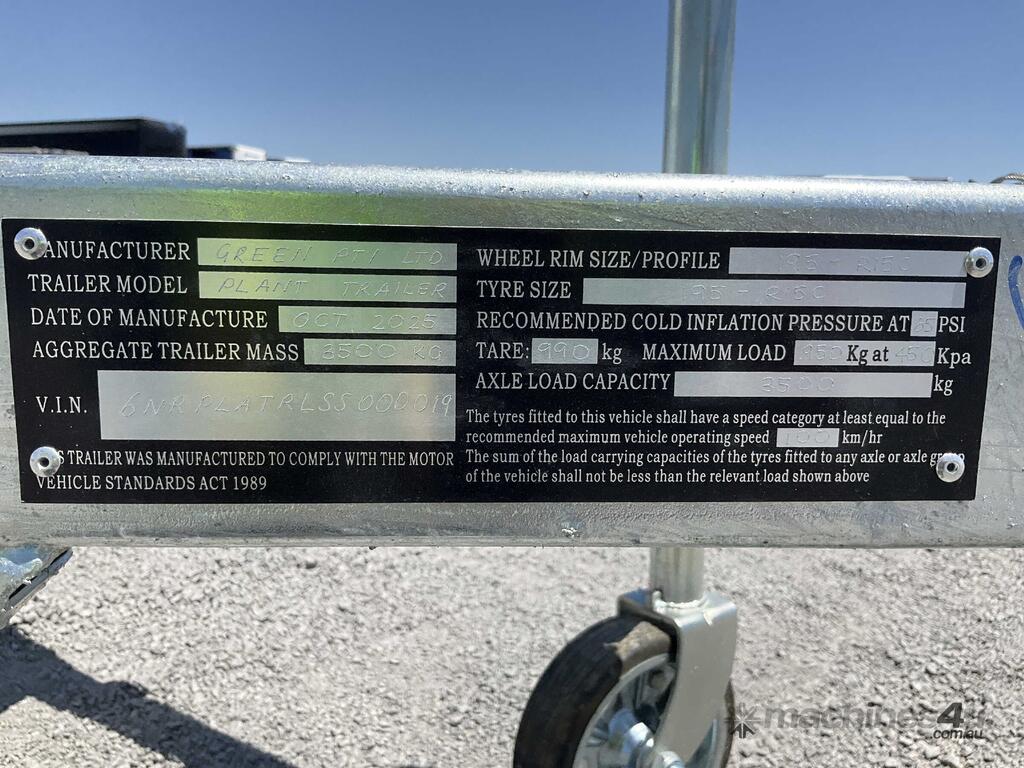 MANUFACTURER GREEN PTY LTD
TRAILER MODEL PLANT TRAILER
DATE OF MANUFACTURE OCT 2025
AGGREGATE TRAILER MASS 3500 KG
V.I.N. 6NRPLATRLSS000019
TRAILER WAS MANUFACTURED TO COMPLY WITH THE MOTOR
VEHICLE STANDARDS ACT 1989
WHEEL RIM SIZE/PROFILE 195-R15C
TYRE SIZE 195-R15C
RECOMMENDED COLD INFLATION PRESSURE AT 65 PSI
TARE: 990 kg MAXIMUM LOAD 950 Kg at 450 Kpa
AXLE LOAD CAPACITY 3500 kg
The tyres fitted to this vehicle shall have a speed category at least equal to the
recommended maximum vehicle operating speed 100 km/hr
The sum of the load carrying capacities of the tyres fitted to any axle or axle
of the vehicle shall not be less than the relevant load shown above
machines4u
.com.au